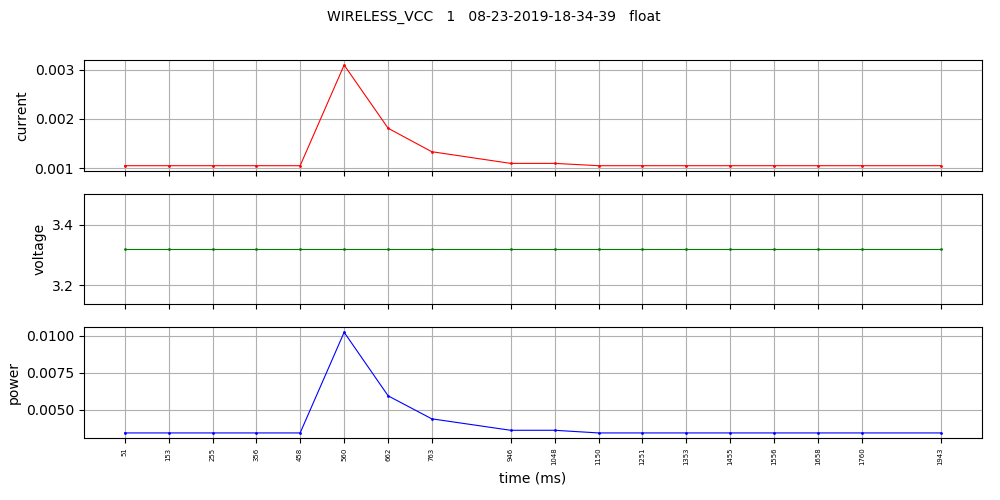 WIRELESS_VCC 1 08-23-2019-18-34-39 float
0.003
0.002
0.001
current
3.4
3.2
voltage
0.0100
0.0075
0.0050
power
51 153 255 356 458 560 662 763 946 1048 1150 1251 1353 1455 1556 1658 1760 1943
time (ms)